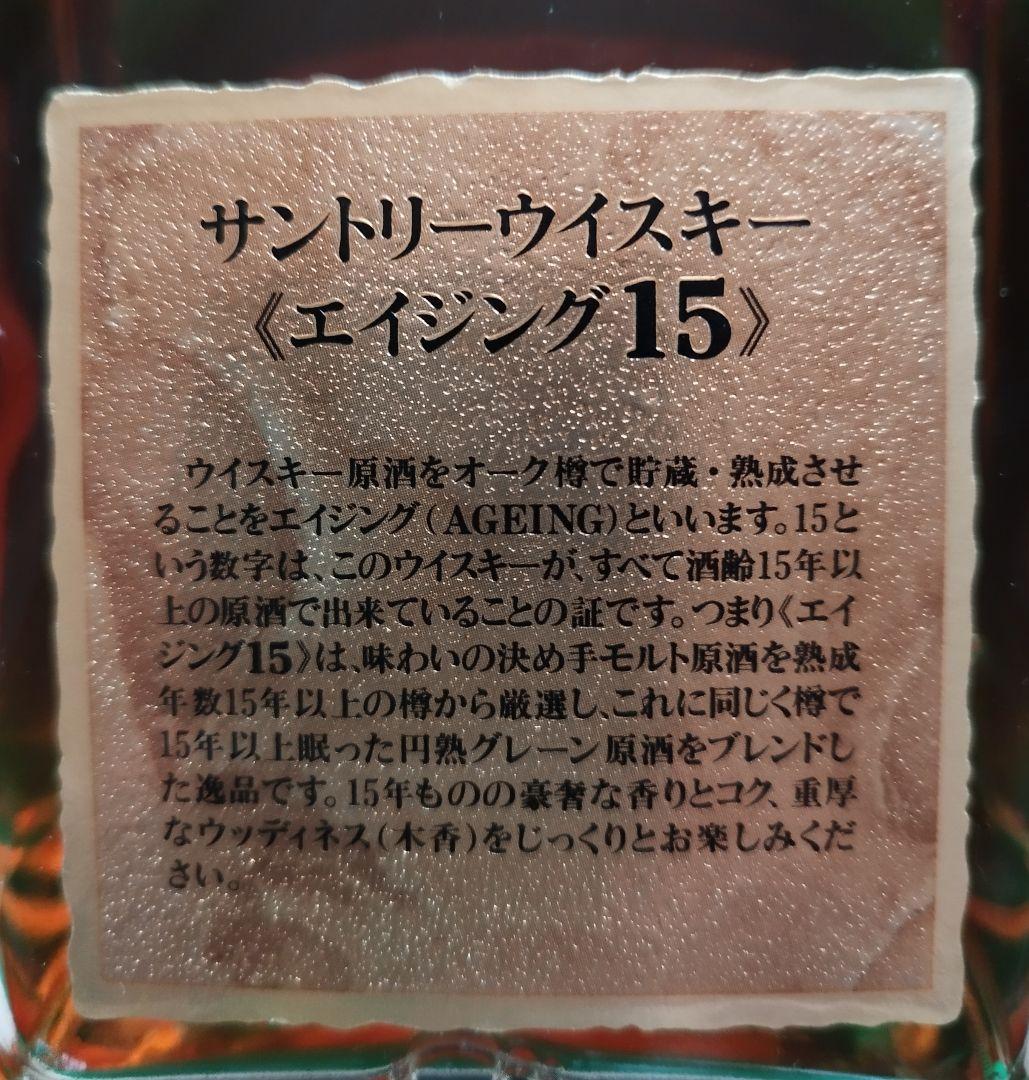 サントリーウイスキー
《エイジング15》
ウイスキー原酒をオーク樽で貯蔵・熟成させ
ることをエイジング(AGEING)といいます。15と
いう数字は、このウイスキーが、すべて酒齢15年以
上の原酒で出来ていることの証です。つまり《エイ
ジング15》は、味わいの決め手モルト原酒を熟成
年数15年以上の樽から厳選し、これに同じく樽で
15年以上眠った円熟グレーン原酒をブレンドし
た逸品です。15年ものの豪奢な香りとコク、重厚
なウッディネス(木香)をじっくりとお楽しみくだ
さい。